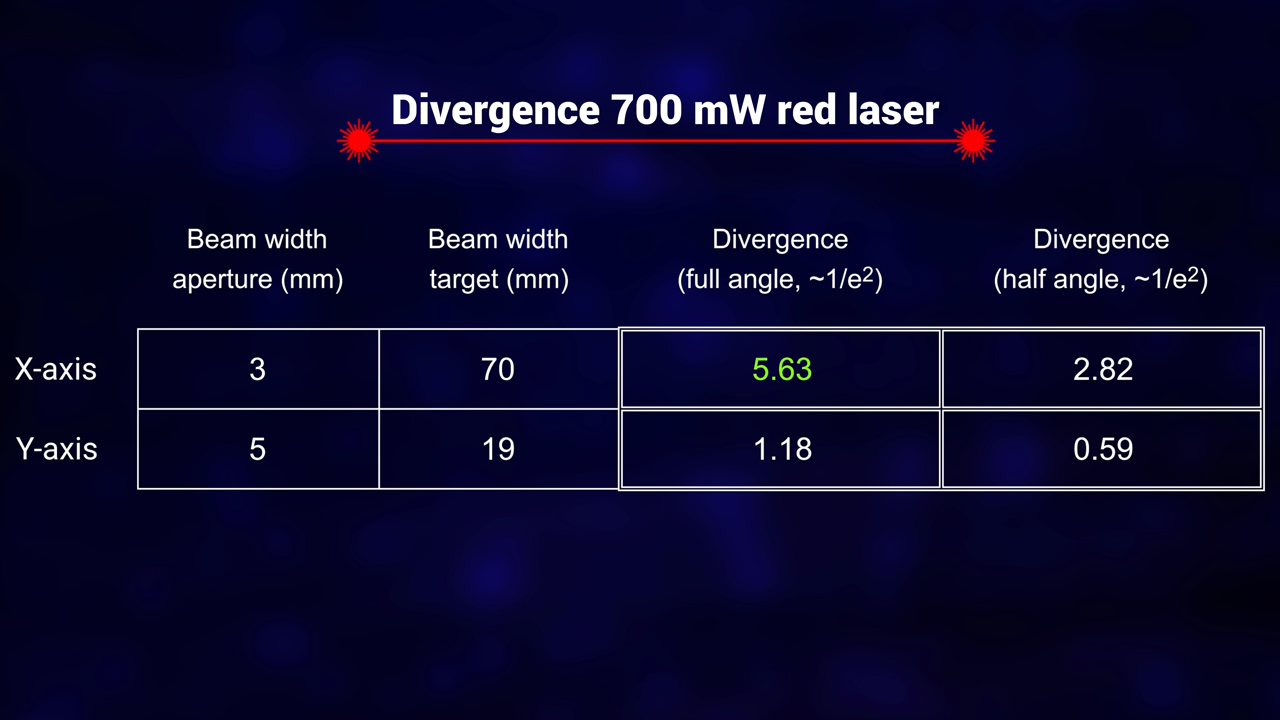 Divergence 700 mW red laser
Beam width aperture (mm)
Beam width target (mm)
Divergence (full angle, ~1/e²)
Divergence (half angle, ~1/e²)
X-axis 3 70 5.63 2.82
Y-axis 5 19 1.18 0.59